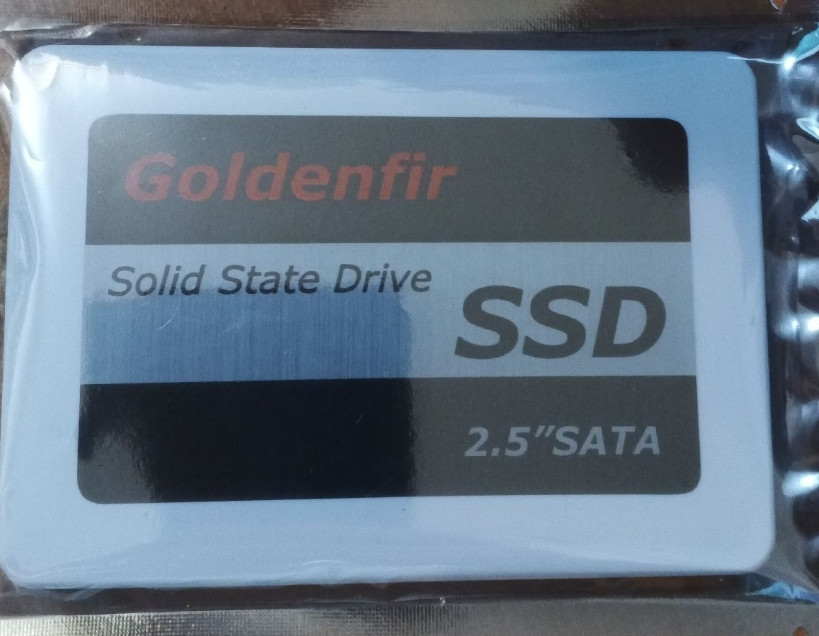 Goldenfir
Solid State Drive
SSD
2.5"SATA